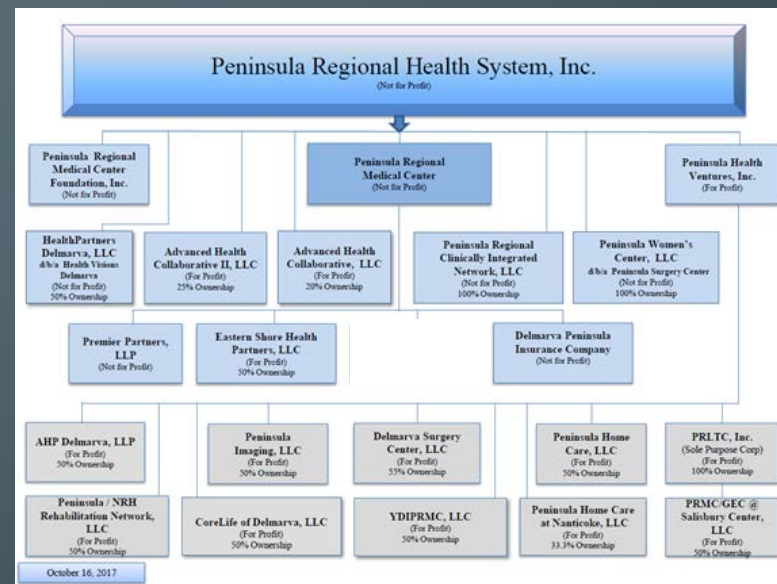 Peninsula Regional Health System, Inc.
(Not for Profit)
Peninsula Regional
Medical Center
Foundation, Inc.
(Not for Profit)
Peninsula Regional
Medical Center
(Not for Profit)
Peninsula Health
Ventures, Inc.
(For Profit)
HealthPartners
Delmarva, LLC
d/b/a Health Visions
Delmarva
(Not for Profit)
50% Ownership
Advanced Health
Collaborative II, LLC
(For Profit)
25% Ownership
Advanced Health
Collaborative, LLC
(For Profit)
20% Ownership
Peninsula Regional
Clinically Integrated
Network, LLC
(Not for Profit)
100% Ownership
Peninsula Women's
Center, LLC
d/b/a Peninsula Surgery Center
(Not for Profit)
100% Ownership
Premier Partners,
LLP
(Not for Profit)
Eastern Shore Health
Partners, LLC
(For Profit)
50% Ownership
Delmarva Peninsula
Insurance Company
(Not for Profit)
AHP Delmarva, LLP
(For Profit)
50% Ownership
Peninsula
Imaging, LLC
(For Profit)
50% Ownership
Delmarva Surgery
Center, LLC
(For Profit)
55% Ownership
Peninsula Home
Care, LLC
(For Profit)
50% Ownership
PRLTC, Inc.
(Sole Purpose Corp)
(For Profit)
100% Ownership
Peninsula / NRH
Rehabilitation Network,
LLC
(For Profit)
50% Ownership
CoreLife of Delmarva, LLC
(For Profit)
50% Ownership
YDIPRMC, LLC
(For Profit)
50% Ownership
Peninsula Home Care
at Nanticoke, LLC
(For Profit)
33.3% Ownership
PRMC/GEC @
Salisbury Center,
LLC
(For Profit)
50% Ownership
October 16, 2017